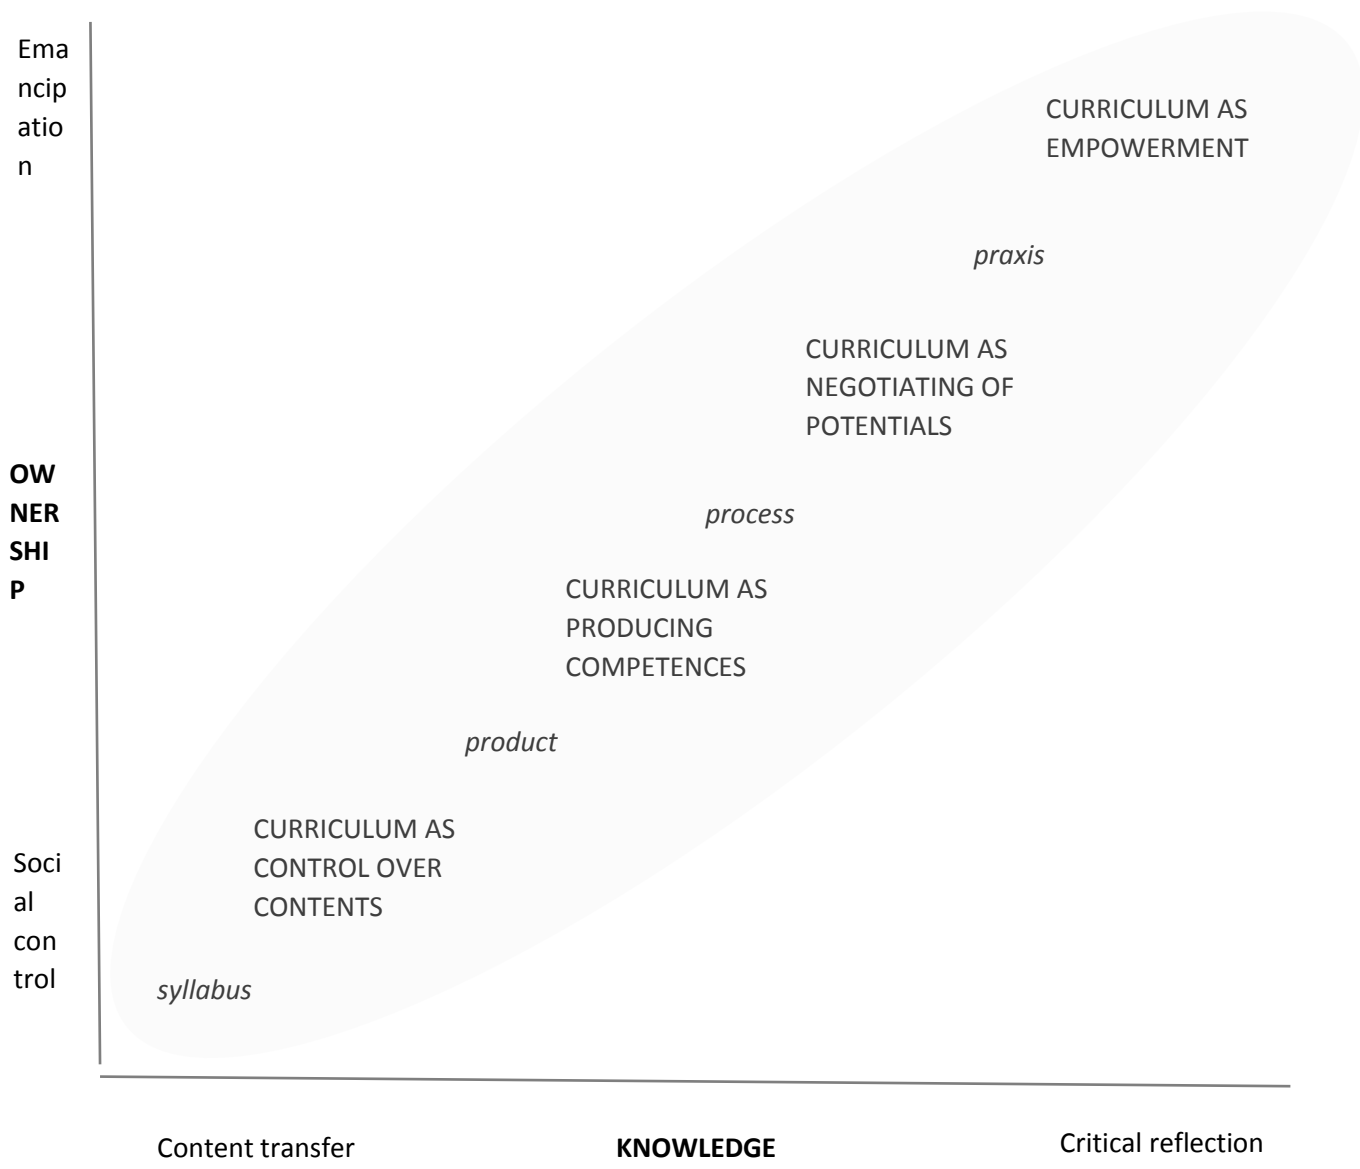 Ema
ncip
atio
n
CURRICULUM AS
EMPOWERMENT
praxis
CURRICULUM AS
NEGOTIATING OF
POTENTIALS
OW
NER
SHI
P
process
CURRICULUM AS
PRODUCING
COMPETENCES
product
CURRICULUM AS
CONTROL OVER
CONTENTS
Soci
al
con
trol
syllabus
Content transfer
KNOWLEDGE
Critical reflection